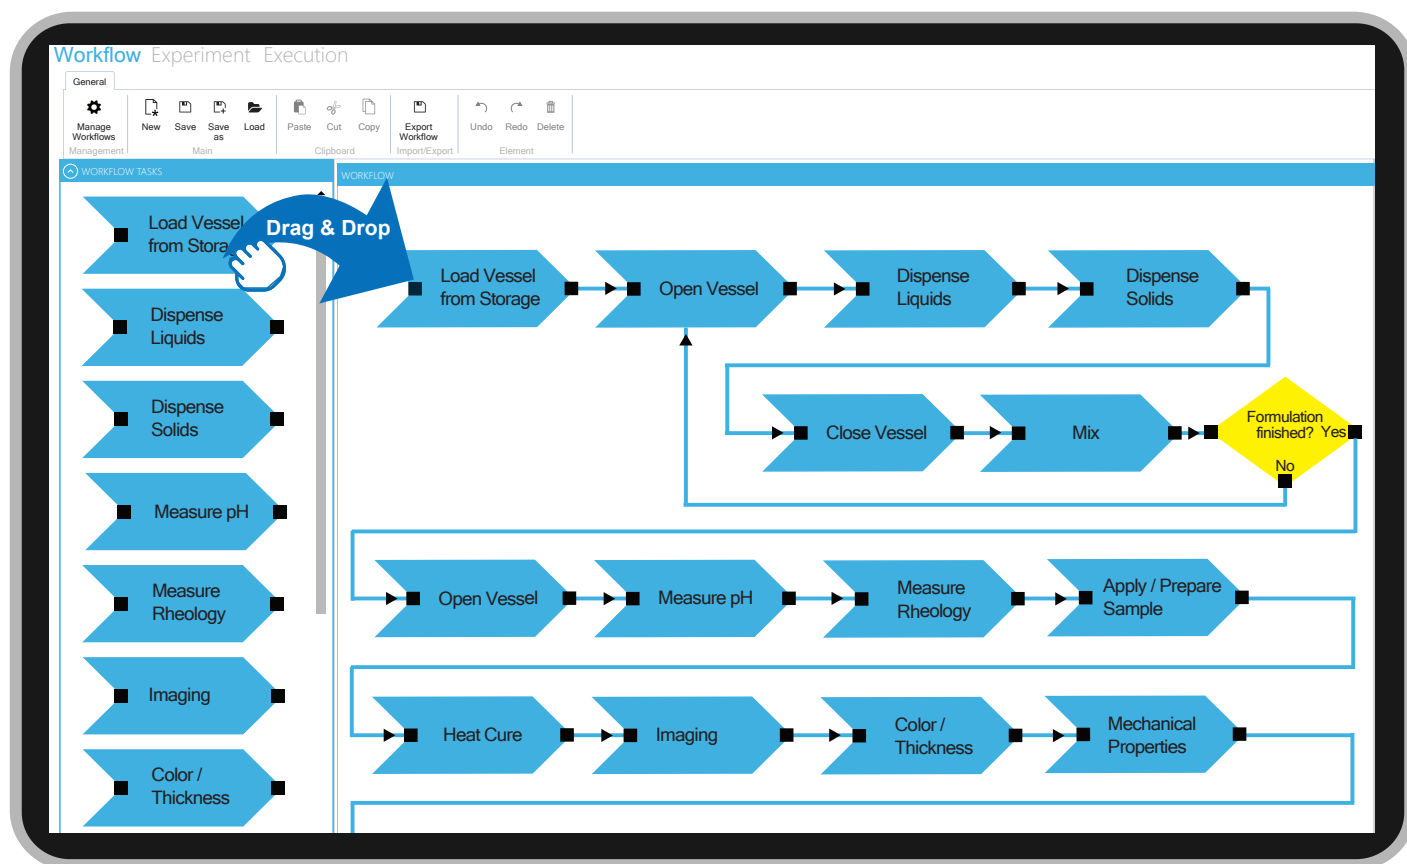 Workflow Experiment Execution
General
Manage
Workflows
New
Save
Save
as
Load
Paste
Cut
Copy
Export
Workflow
Undo
Redo
Delete
Management
Main
Clipboard
Import/Export
Element
WORKFLOW TASKS
WORKFLOW
Load Vessel
from Stora
Drag & Drop
Dispense
Liquids
Dispense
Solids
Measure pH
Measure
Rheology
Imaging
Color /
Thickness
Load Vessel
from Storage
Open Vessel
Dispense
Liquids
Dispense
Solids
Close Vessel
Mix
Formulation
finished? Yes
No
Open Vessel
Measure pH
Measure
Rheology
Apply / Prepare
Sample
Heat Cure
Imaging
Color /
Thickness
Mechanical
Properties